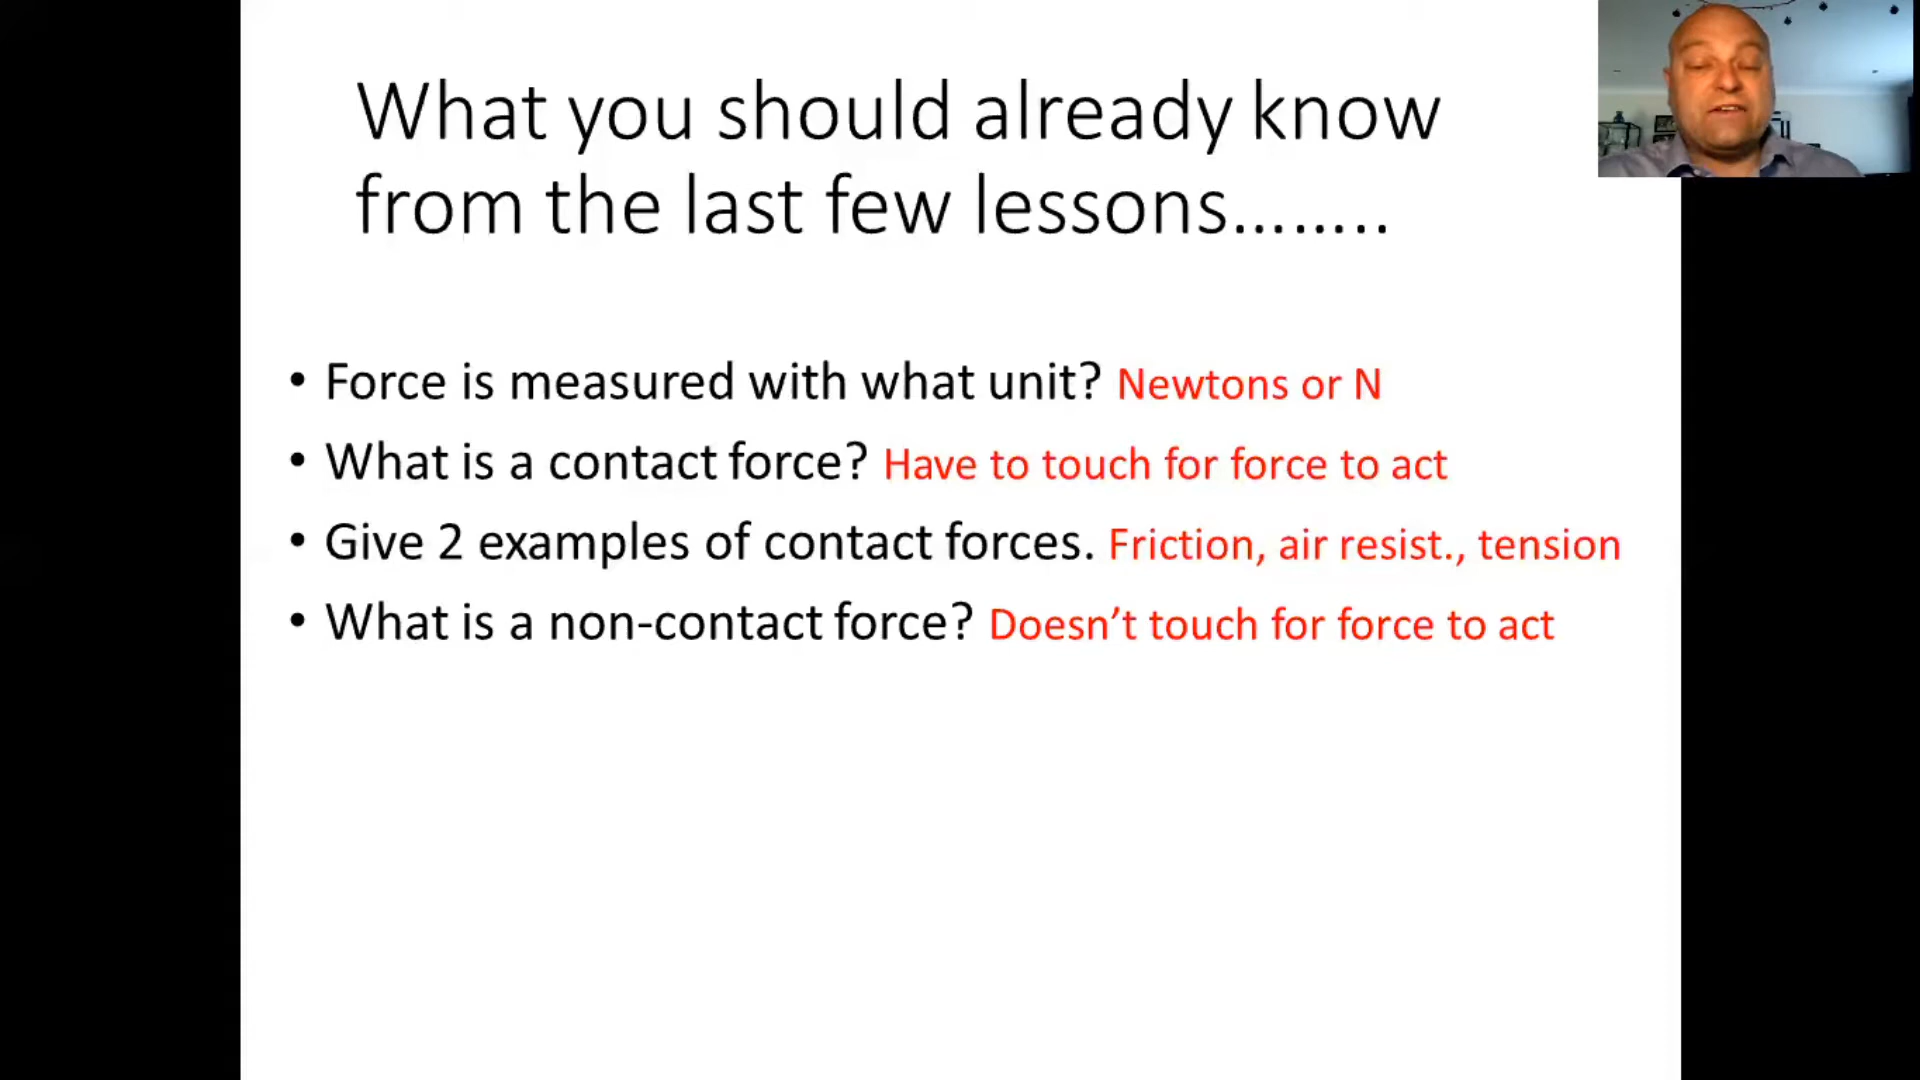 What you should already know
from the last few lessons........
• Force is measured with what unit? Newtons or N
• What is a contact force? Have to touch for force to act
• Give 2 examples of contact forces. Friction, air resist., tension
• What is a non-contact force? Doesn’t touch for force to act